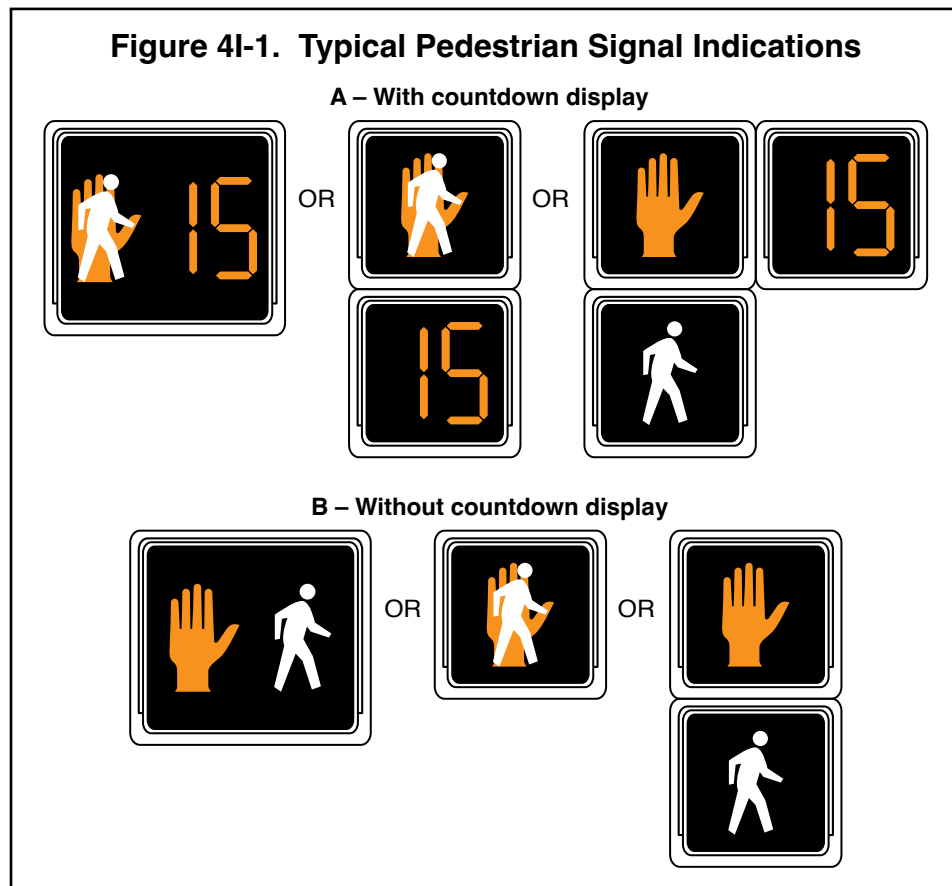 Figure 4I-1. Typical Pedestrian Signal Indications
A – With countdown display
15 OR OR 15
15
B – Without countdown display
OR OR